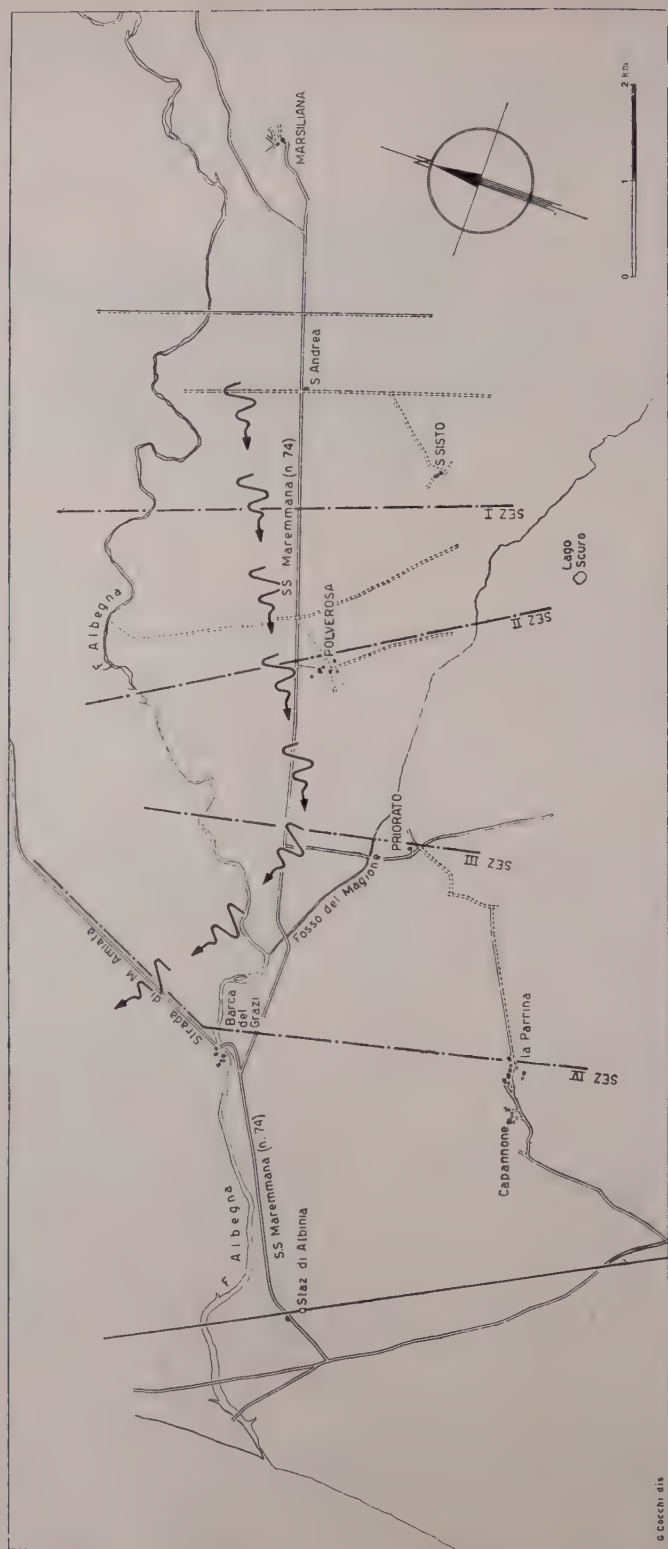 MARSILIANA
N
0
1
2 km
S Andrea
S SISTO
SS Maremmana (n 74)
SEZ I
Lago
Scuro
F Albegna
POLVEROSA
SEZ II
PRIORATO
SEZ III
Fosso del Magione
Strada di M Amiata
Barca
del
Grazi
la Parrina
SEZ IV
Capannone
F Albegna
S.S Maremmana (n. 74)
Staz di Albinia
G Cocchi dis